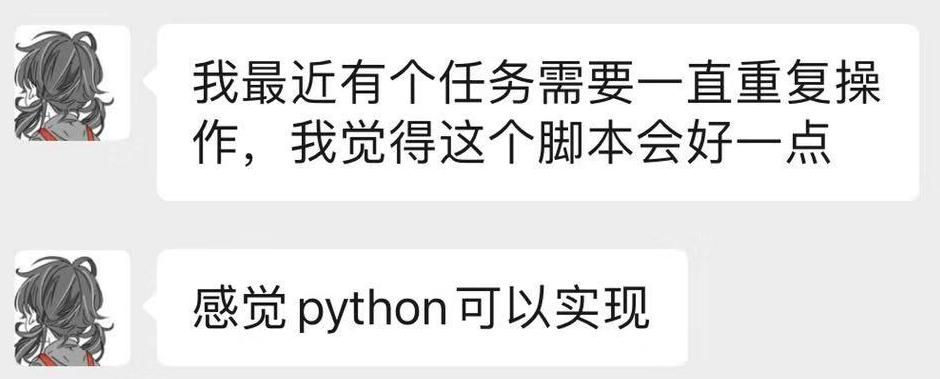 我最近有个任务需要一直重复操
作，我觉得这个脚本会好一点
感觉python可以实现